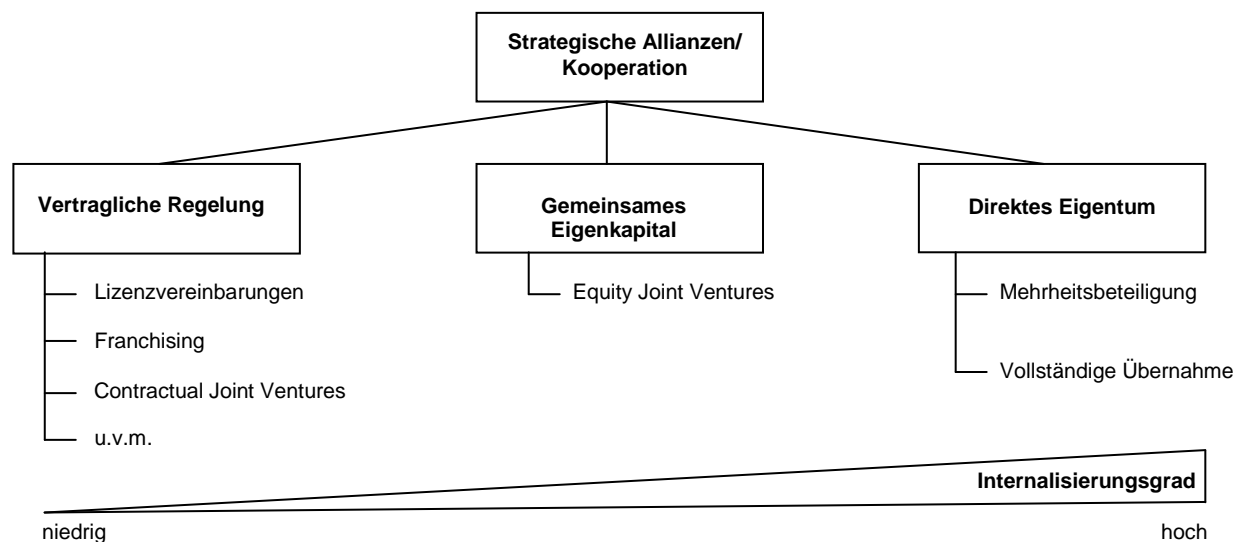 Strategische Allianzen/
Kooperation
Vertragliche Regelung
Gemeinsames
Eigenkapital
Direktes Eigentum
Lizenzvereinbarungen
Franchising
Contractual Joint Ventures
u.v.m.
Equity Joint Ventures
Mehrheitsbeteiligung
Vollständige Übernahme
Internalisierungsgrad
niedrig
hoch